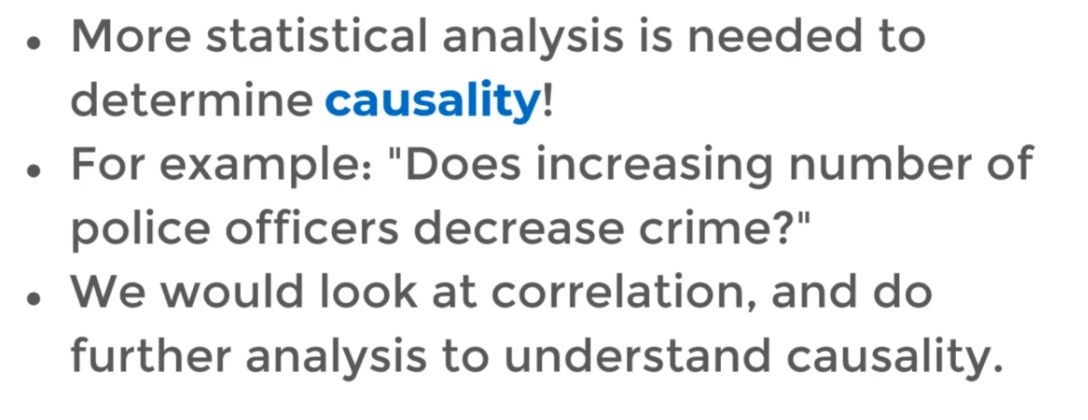 • More statistical analysis is needed to
determine causality!
• For example: "Does increasing number of
police officers decrease crime?"
• We would look at correlation, and do
further analysis to understand causality.